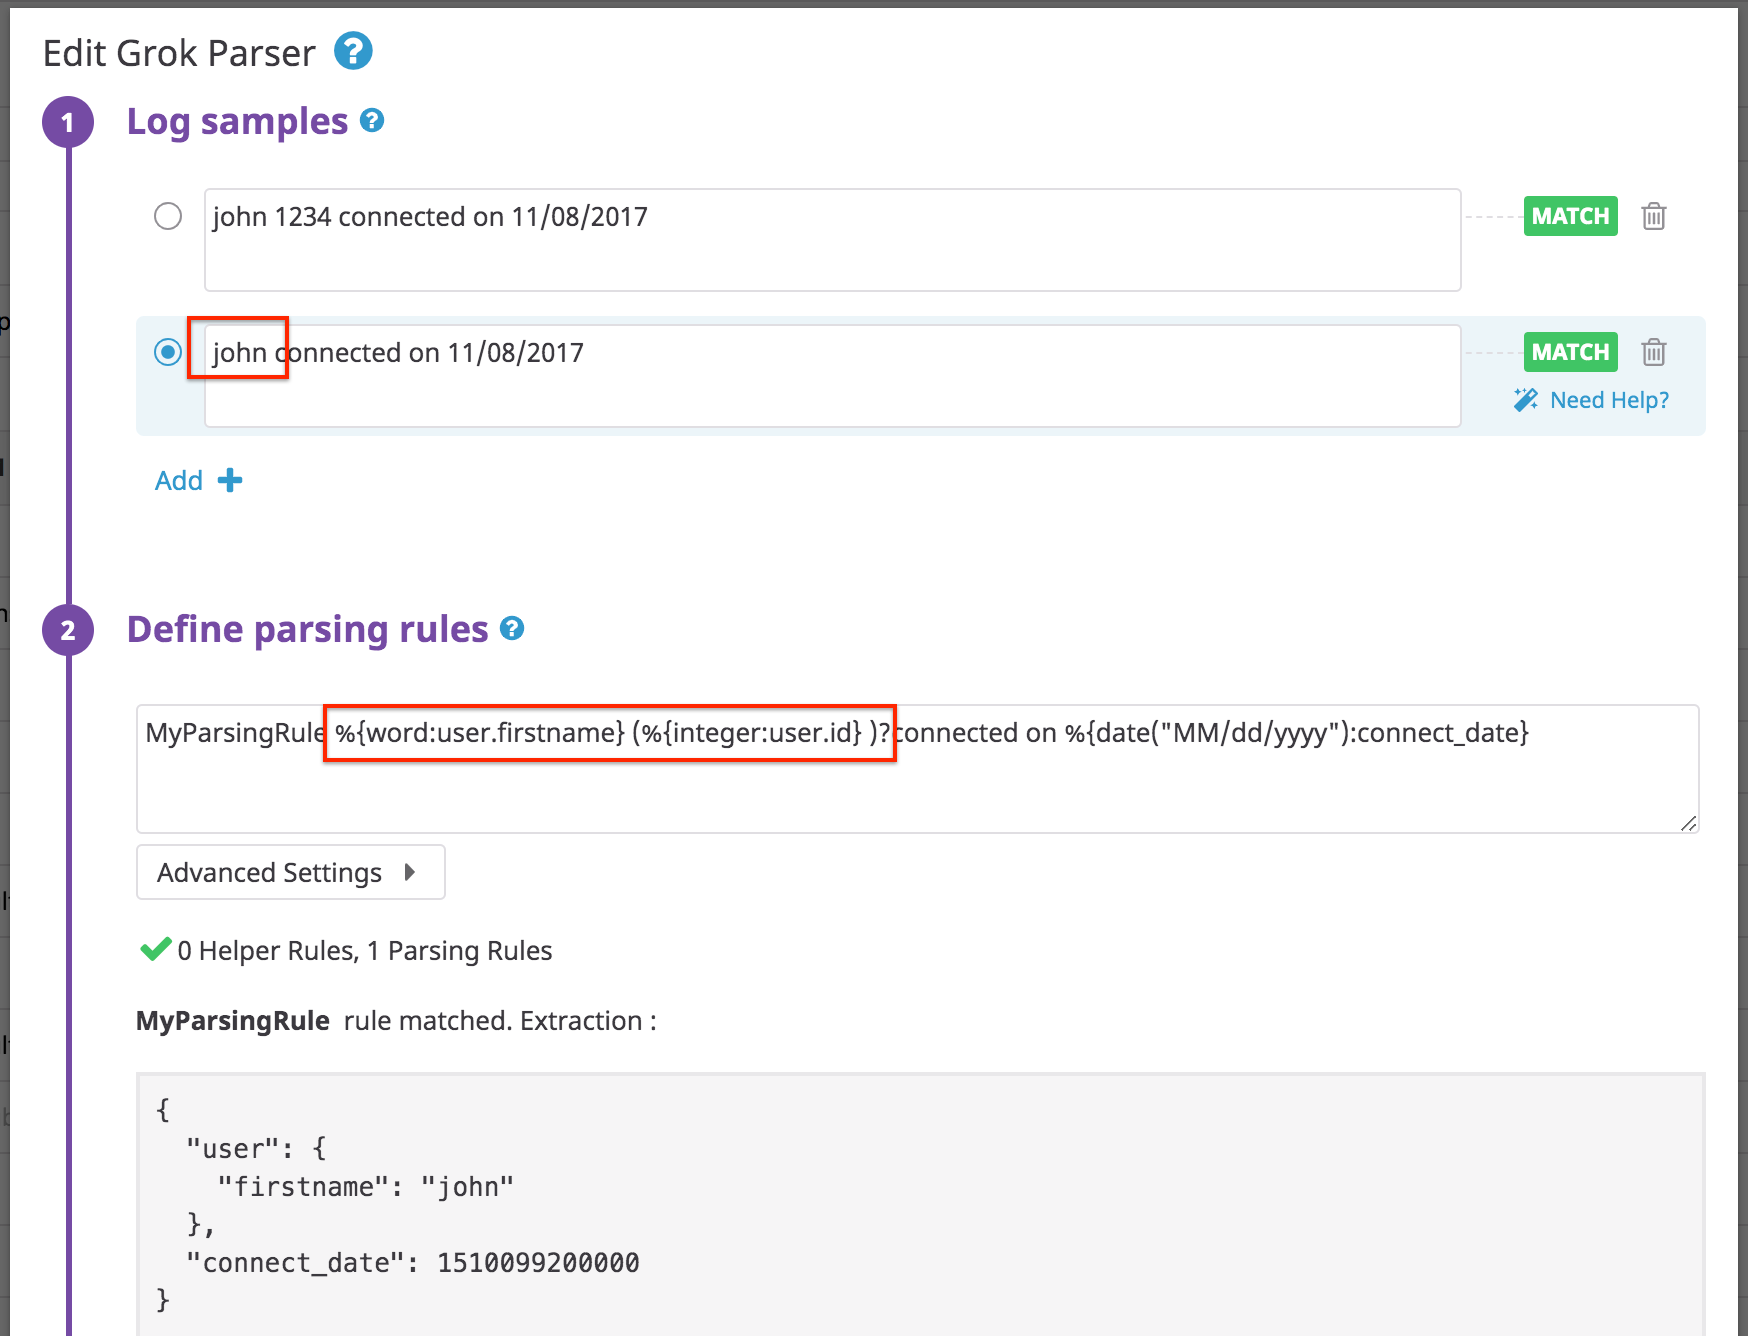 Edit Grok Parser ?
1 Log samples ?
john 1234 connected on 11/08/2017 MATCH
john connected on 11/08/2017 MATCH
Need Help?
Add +
2 Define parsing rules ?
MyParsingRule %{word:user.firstname} (%{integer:user.id} )?connected on %{date("MM/dd/yyyy"):connect_date}
Advanced Settings
0 Helper Rules, 1 Parsing Rules
MyParsingRule rule matched. Extraction :
{
"user": {
"firstname": "john"
},
"connect_date": 1510099200000
}